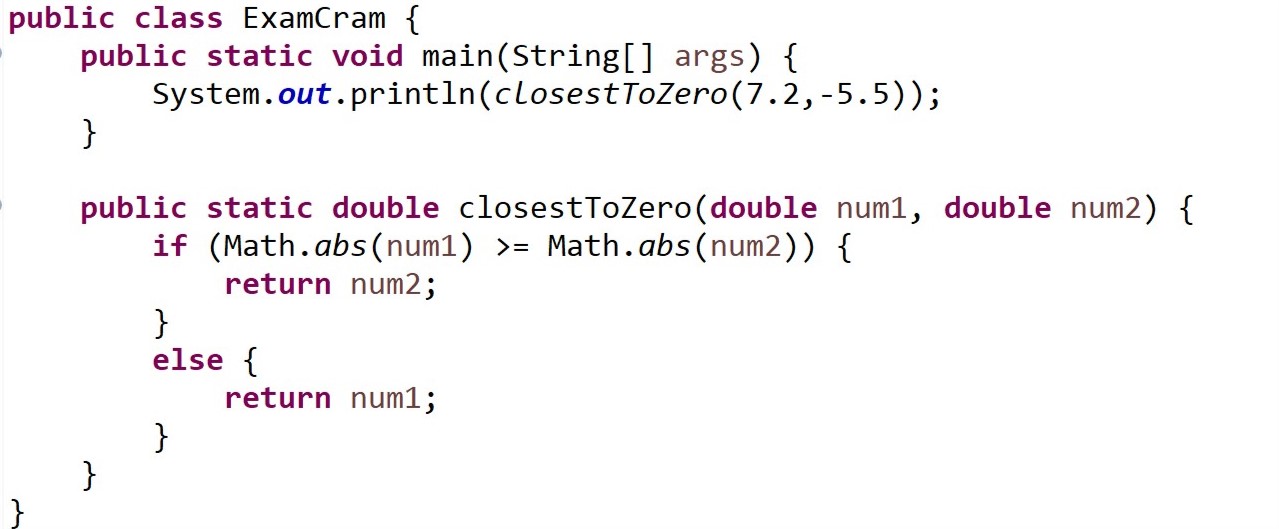 public class ExamCram {
public static void main(String[] args) {
System.out.println(closestToZero(7.2,-5.5));
}
public static double closestToZero(double num1, double num2) {
if (Math.abs(num1) >= Math.abs(num2)) {
return num2;
}
else {
return num1;
}
}
}